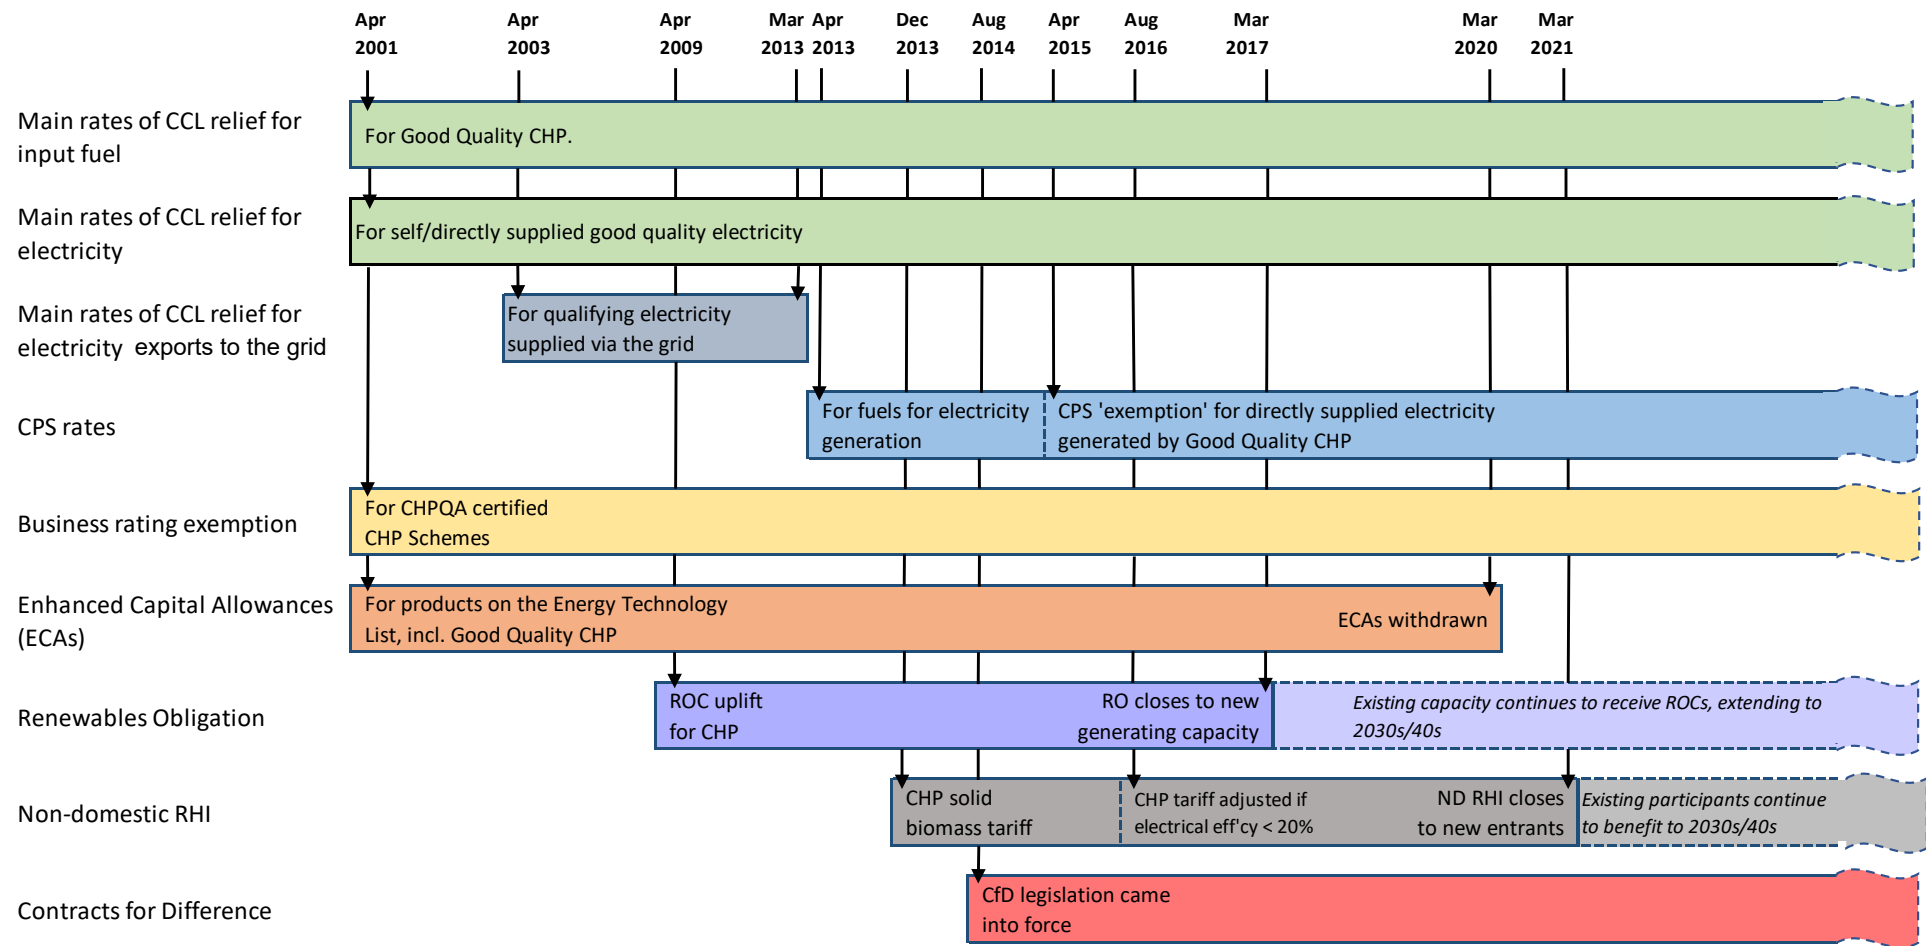 Apr Apr Apr Mar Apr Dec Aug Apr Aug Mar Mar Mar
2001 2003 2009 2013 2013 2013 2014 2015 2016 2017 2020 2021
Main rates of CCL relief for
input fuel
For Good Quality CHP.
Main rates of CCL relief for
electricity
For self/directly supplied good quality electricity
Main rates of CCL relief for
electricity exports to the grid
For qualifying electricity
supplied via the grid
CPS rates
For fuels for electricity
generation
CPS 'exemption' for directly supplied electricity
generated by Good Quality CHP
Business rating exemption
For CHPQA certified
CHP Schemes
Enhanced Capital Allowances
(ECAs)
For products on the Energy Technology
List, incl. Good Quality CHP
ECAs withdrawn
Renewables Obligation
ROC uplift
for CHP
RO closes to new
generating capacity
Existing capacity continues to receive ROCs, extending to
2030s/40s
Non-domestic RHI
CHP solid
biomass tariff
CHP tariff adjusted if
electrical eff'cy < 20%
ND RHI closes
to new entrants
Existing participants continue
to benefit to 2030s/40s
Contracts for Difference
CfD legislation came
into force